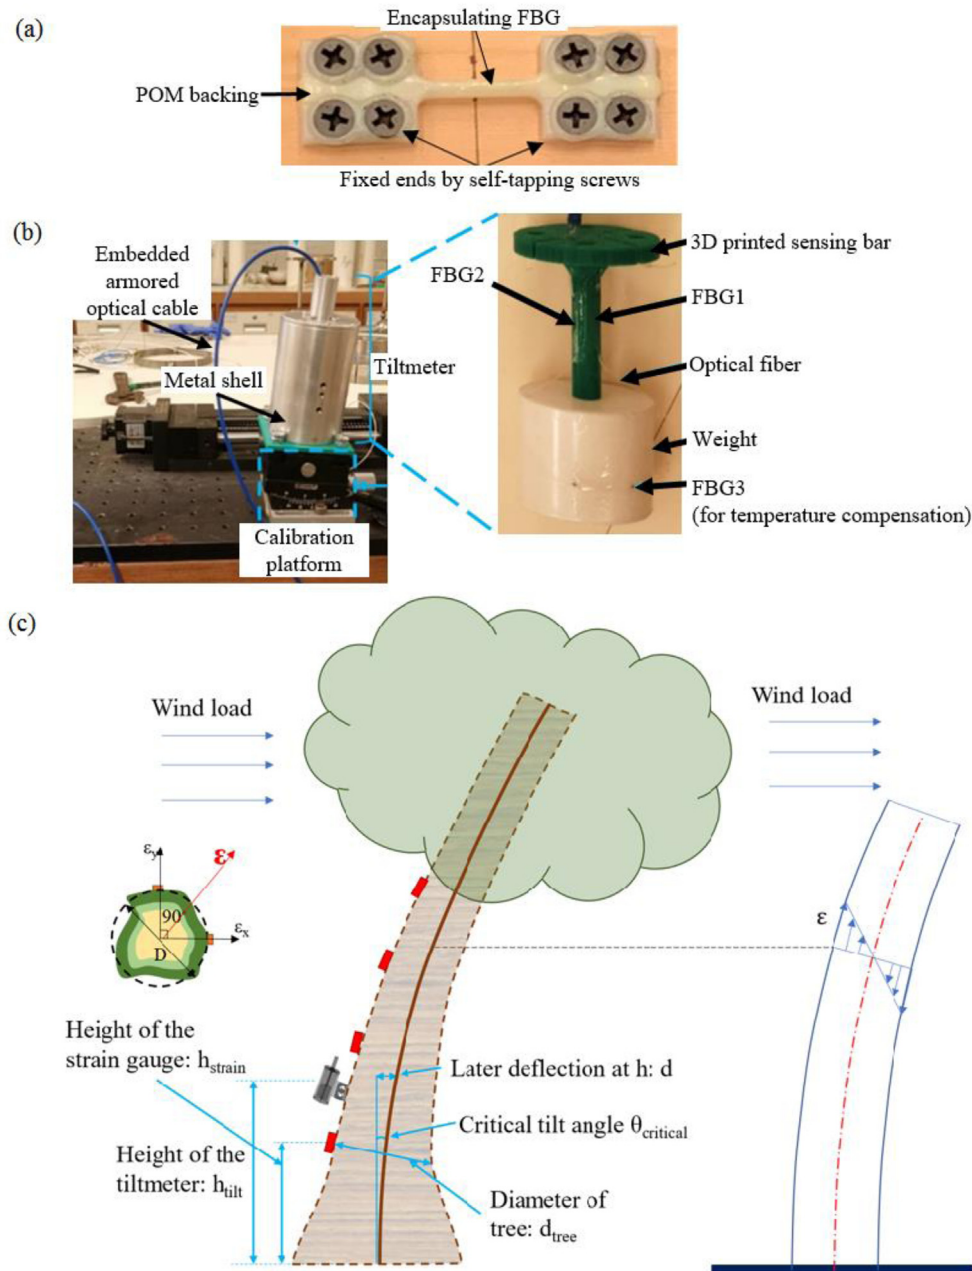 (a)
Encapsulating FBG
POM backing
Fixed ends by self-tapping screws
(b)
Embedded
armored
optical cable
Metal shell
Tiltmeter
Calibration
platform
3D printed sensing bar
FBG2
FBG1
Optical fiber
Weight
FBG3
(for temperature compensation)
(c)
Wind load
Wind load
εy
ε
90
εx
D
ε
Height of the
strain gauge: hstrain
Later deflection at h: d
Critical tilt angle θcritical
Height of the
tiltmeter: htilt
Diameter of
tree: dtree